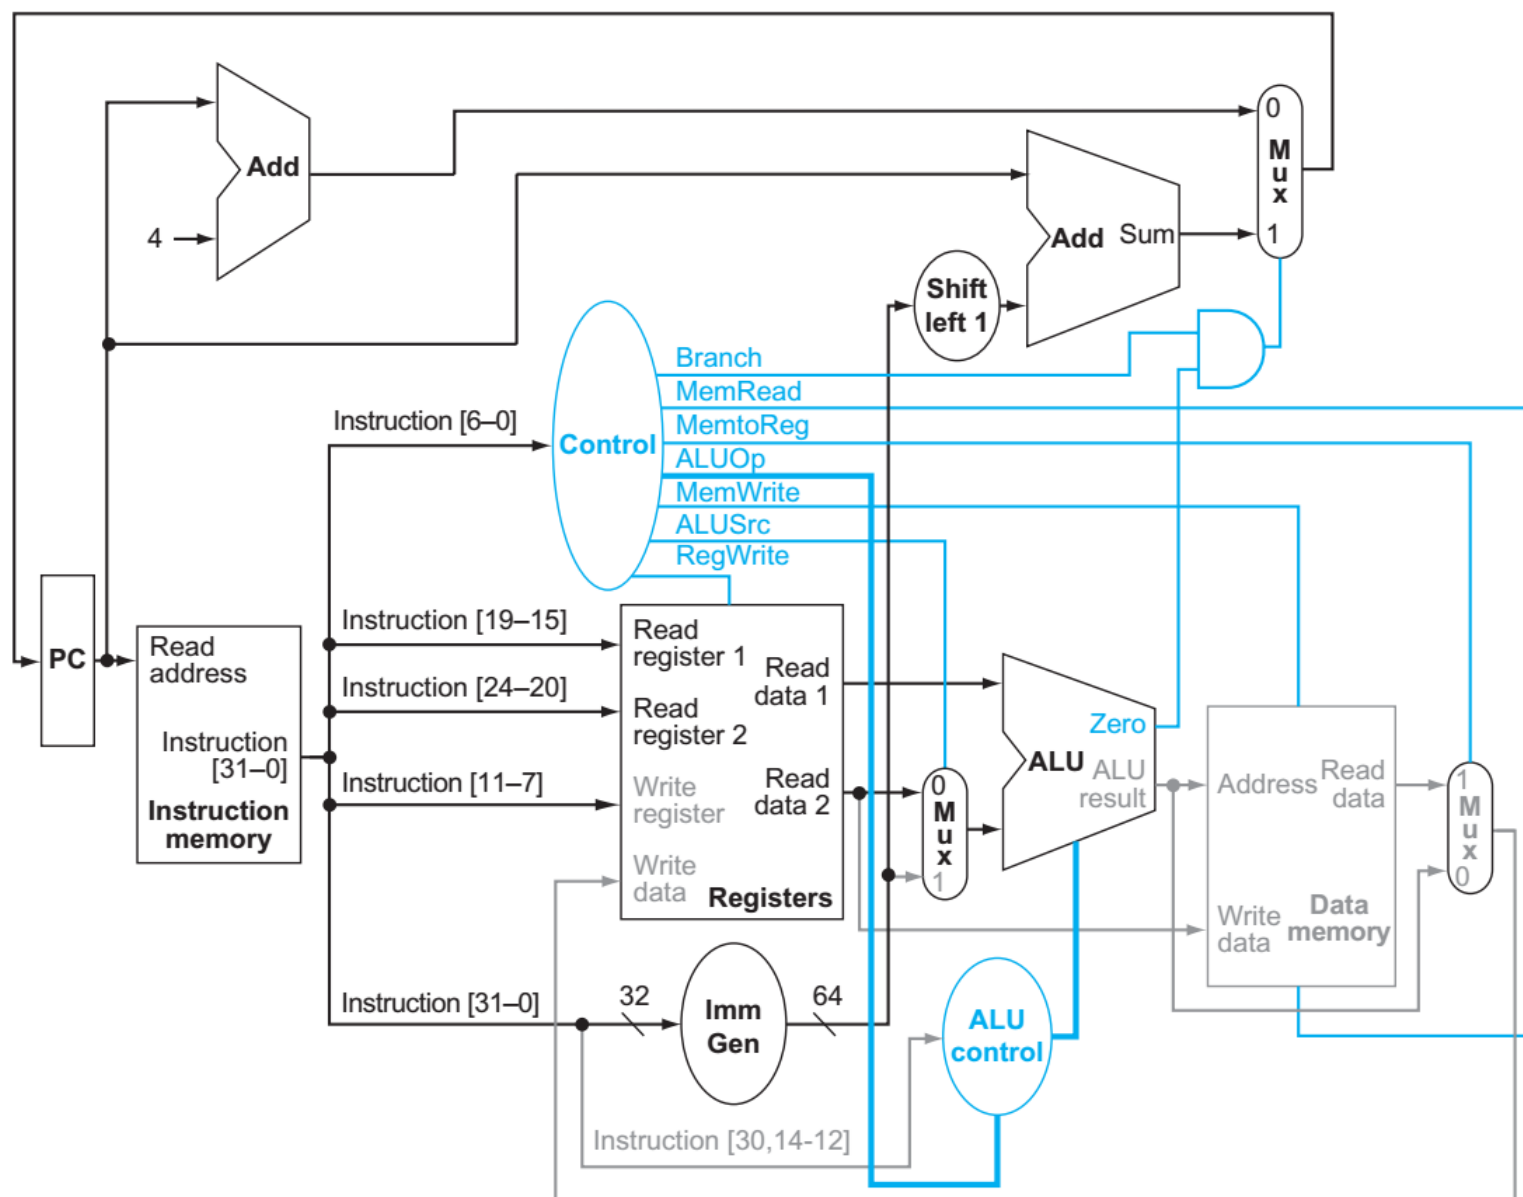 Add
4
0
M
u
x
1
Add Sum
Shift
left 1
Branch
MemRead
MemtoReg
ALUOp
MemWrite
ALUSrc
RegWrite
Control
Instruction [6–0]
Instruction [19–15]
Instruction [24–20]
Instruction [11–7]
Instruction [31–0]
PC
Read
address
Instruction
[31–0]
Instruction
memory
Read
register 1
Read
register 2
Write
register
Write
data
Read
data 1
Read
data 2
Registers
0
M
u
x
1
Zero
ALU
ALU
result
Address
Read
data
Write
data
Data
memory
1
M
u
x
0
32
Imm
Gen
64
ALU
control
Instruction [30,14-12]